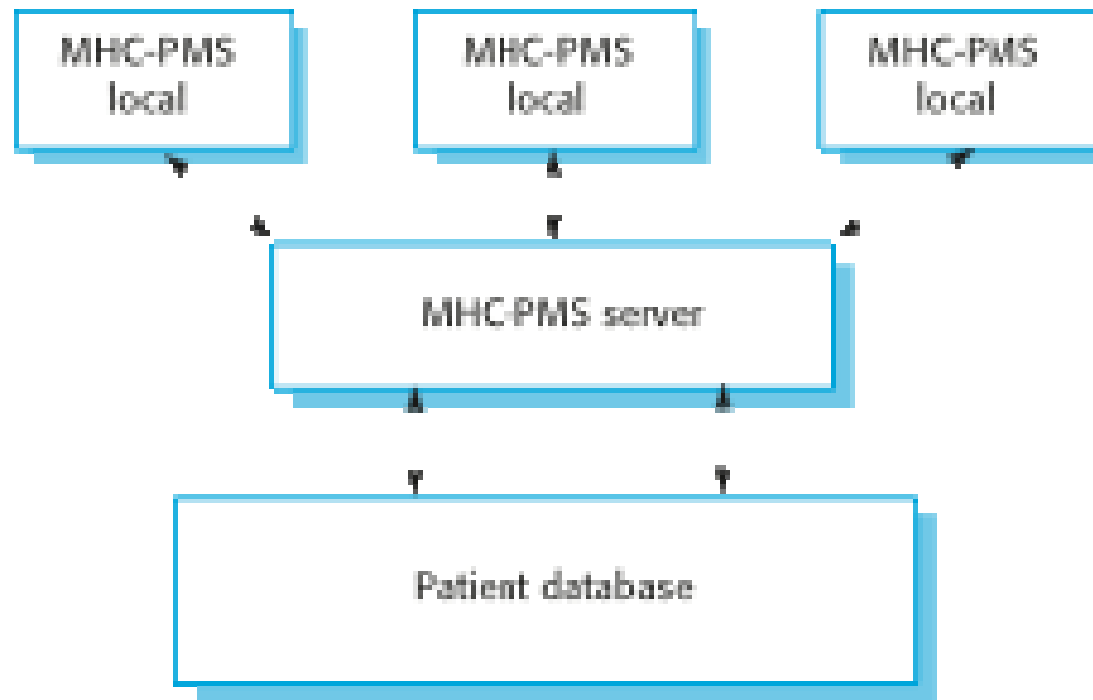 MHC-PMS
local
MHC-PMS
local
MHC-PMS
local
MHC-PMS server
Patient database